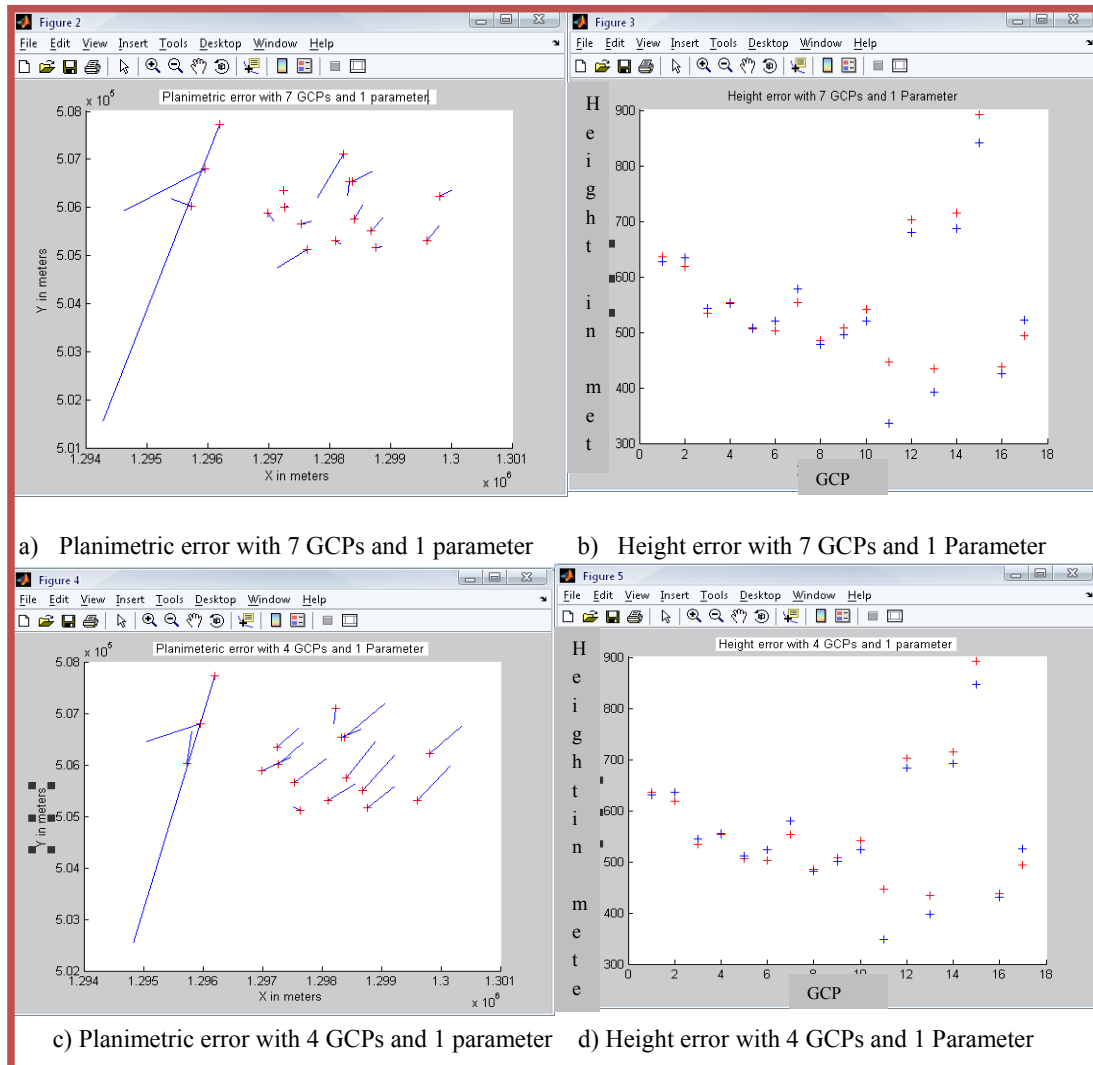 Figure 2
File Edit View Insert Tools Desktop Window Help
Planimetric error with 7 GCPs and 1 parameter,
x 10^5
5.08
5.07
5.06
5.05
5.04
5.03
5.02
5.01
Y in meters
1.294 1.295 1.296 1.297 1.298 1.299 1.3 1.301
X in meters
x 10^6
Figure 3
File Edit View Insert Tools Desktop Window Help
Height error with 7 GCPs and 1 Parameter
Height in met
900
800
700
600
500
400
300
0 2 4 6 8 10 12 14 16 18
GCP
a) Planimetric error with 7 GCPs and 1 parameter
b) Height error with 7 GCPs and 1 Parameter
Figure 4
File Edit View Insert Tools Desktop Window Help
Planimeteric error with 4 GCPs and 1 Parameter
x 10^5
5.08
5.07
5.06
5.05
5.04
5.03
5.02
Y in meters
1.294 1.295 1.296 1.297 1.298 1.299 1.3 1.301
X in meters
x 10^6
Figure 5
File Edit View Insert Tools Desktop Window Help
Height error with 4 GCPs and 1 parameter
Height in mete
900
800
700
600
500
400
300
0 2 4 6 8 10 12 14 16 18
GCP
c) Planimetric error with 4 GCPs and 1 parameter
d) Height error with 4 GCPs and 1 Parameter